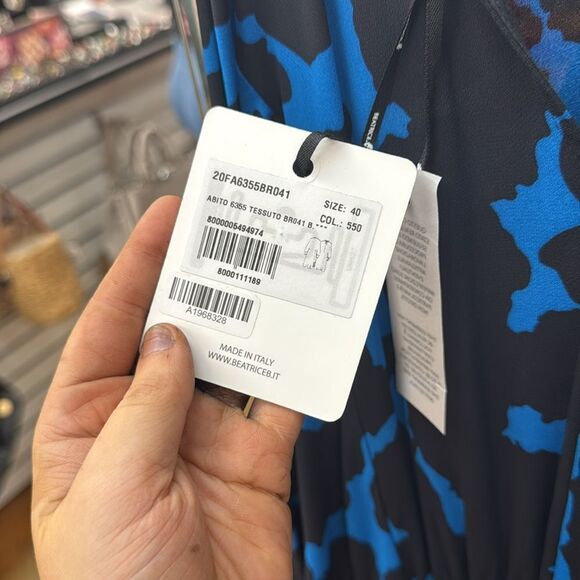 20FA6355BR041
SIZE: 40
ABITO 6355 TESSUTO BR041 B.---
COL.: 550
8000005494974
8000111189
A1968328
MADE IN ITALY
WWW.BEATRICEB.IT